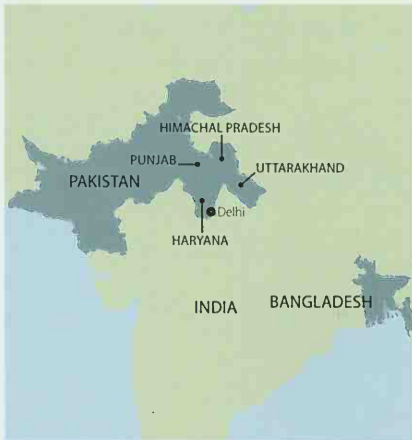 HIMACHAL PRADESH
PUNJAB
UTTARAKHAND
PAKISTAN
Delhi
HARYANA
INDIA
BANGLADESH